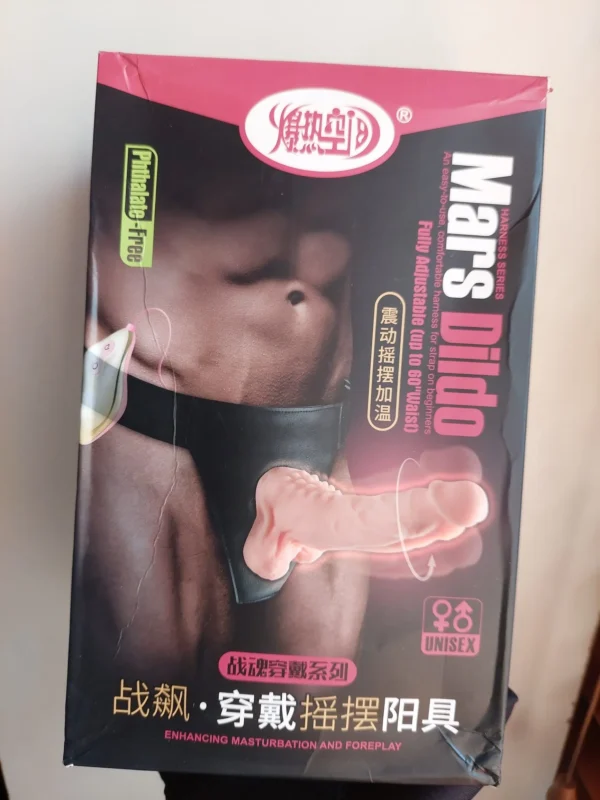 爆热空间®
Phthalate-Free
HARNESS SERIES
Mars Dildo
An easy-to-use, comfortable harness for strap on beginners
Fully Adjustable (up to 60"Waist)
震动摇摆加温
UNISEX
战魂穿戴系列
战飙·穿戴摇摆阳具
ENHANCING MASTURBATION AND FOREPLAY